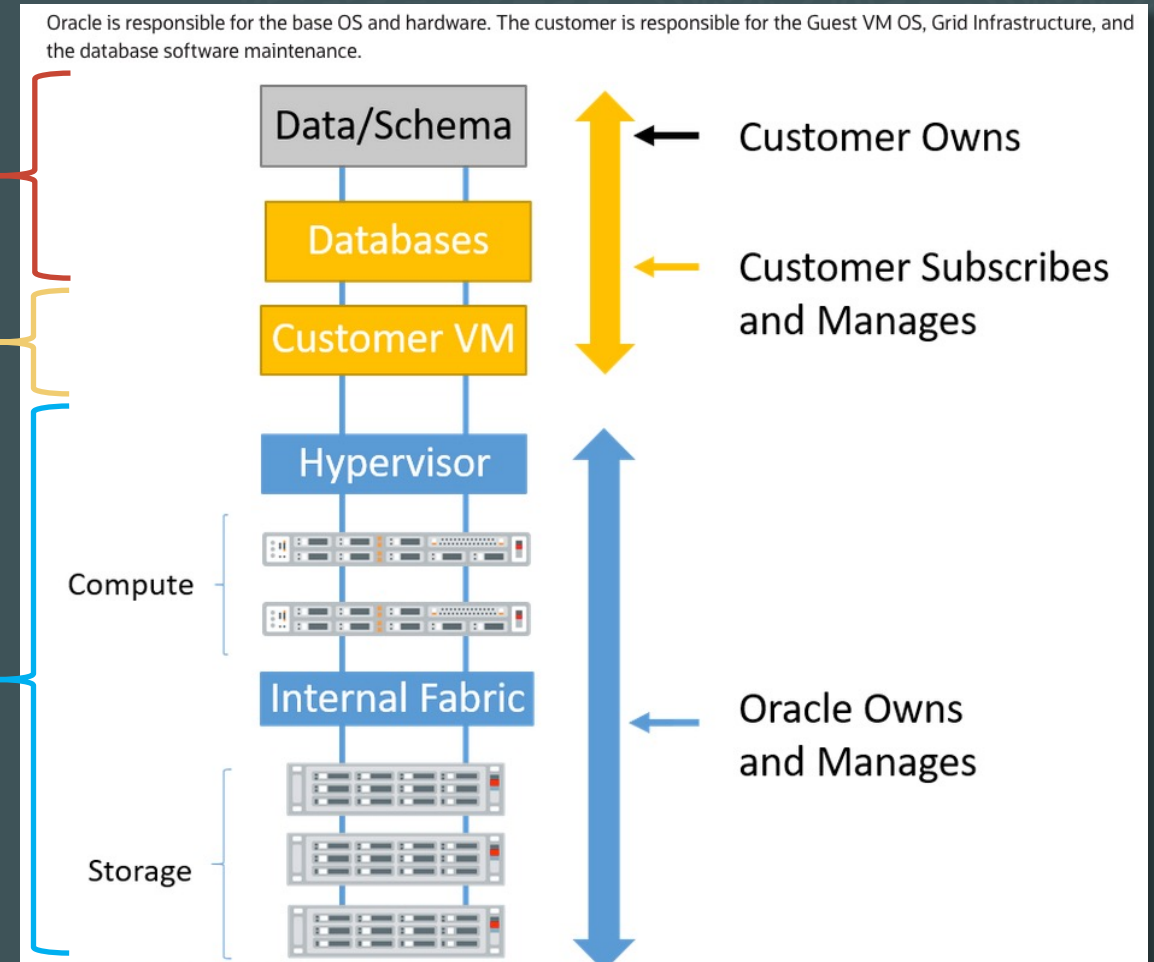 Oracle is responsible for the base OS and hardware. The customer is responsible for the Guest VM OS, Grid Infrastructure, and
the database software maintenance.
Data/Schema
Customer Owns
Databases
Customer Subscribes
and Manages
Customer VM
Hypervisor
Compute
Internal Fabric
Oracle Owns
and Manages
Storage